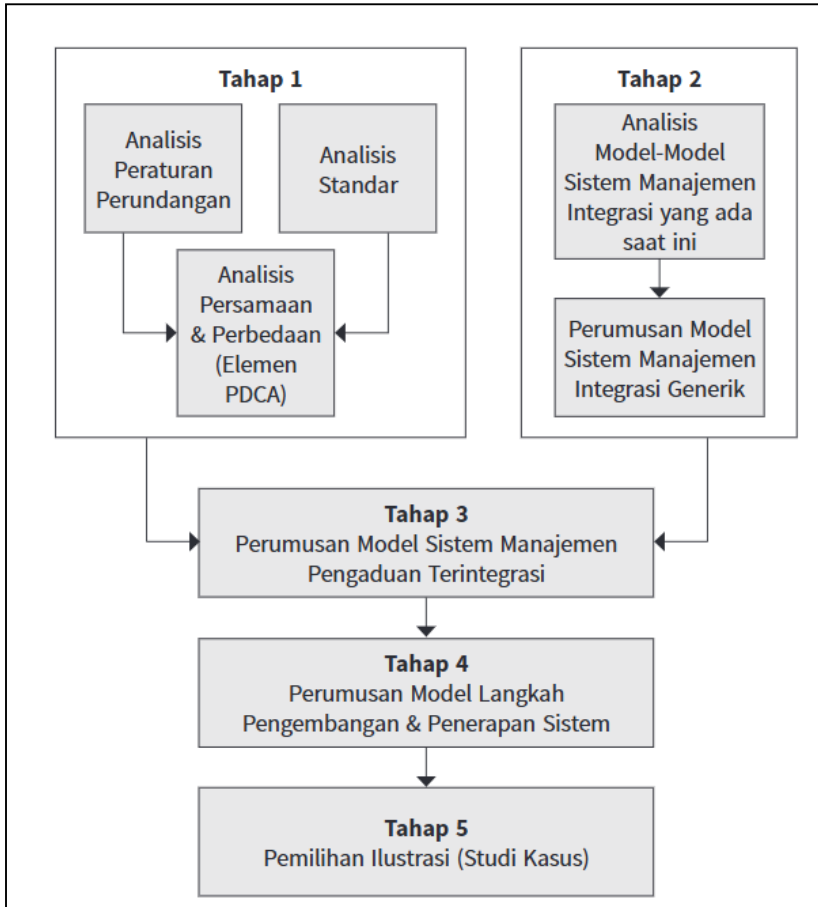 Tahap 1
Analisis
Peraturan
Perundangan
Analisis
Standar
Analisis
Persamaan
& Perbedaan
(Elemen
PDCA)
Tahap 2
Analisis
Model-Model
Sistem Manajemen
Integrasi yang ada
saat ini
Perumusan Model
Sistem Manajemen
Integrasi Generik
Tahap 3
Perumusan Model Sistem Manajemen
Pengaduan Terintegrasi
Tahap 4
Perumusan Model Langkah
Pengembangan & Penerapan Sistem
Tahap 5
Pemilihan Ilustrasi (Studi Kasus)